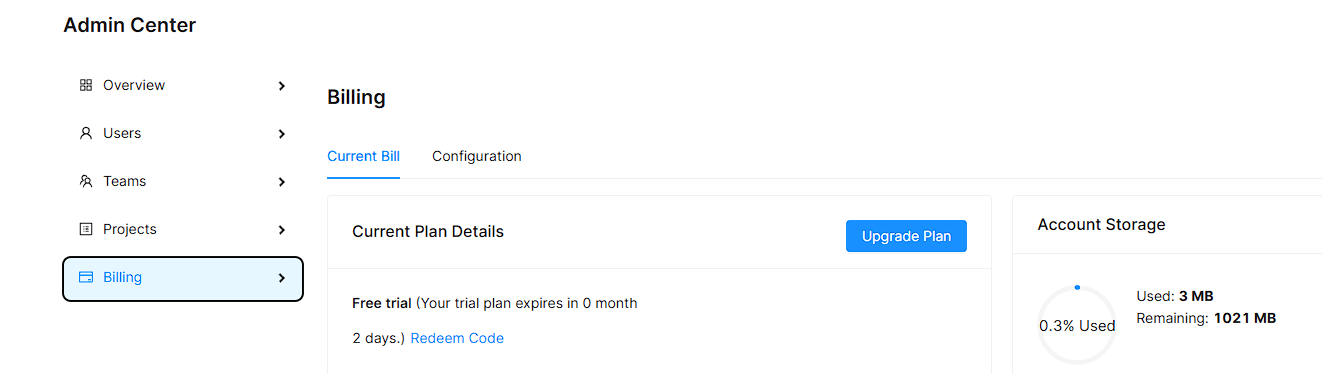 Admin Center
Overview
Users
Teams
Projects
Billing
Billing
Current Bill
Configuration
Current Plan Details
Upgrade Plan
Free trial (Your trial plan expires in 0 month
2 days.) Redeem Code
Account Storage
0.3% Used
Used: 3 MB
Remaining: 1021 MB